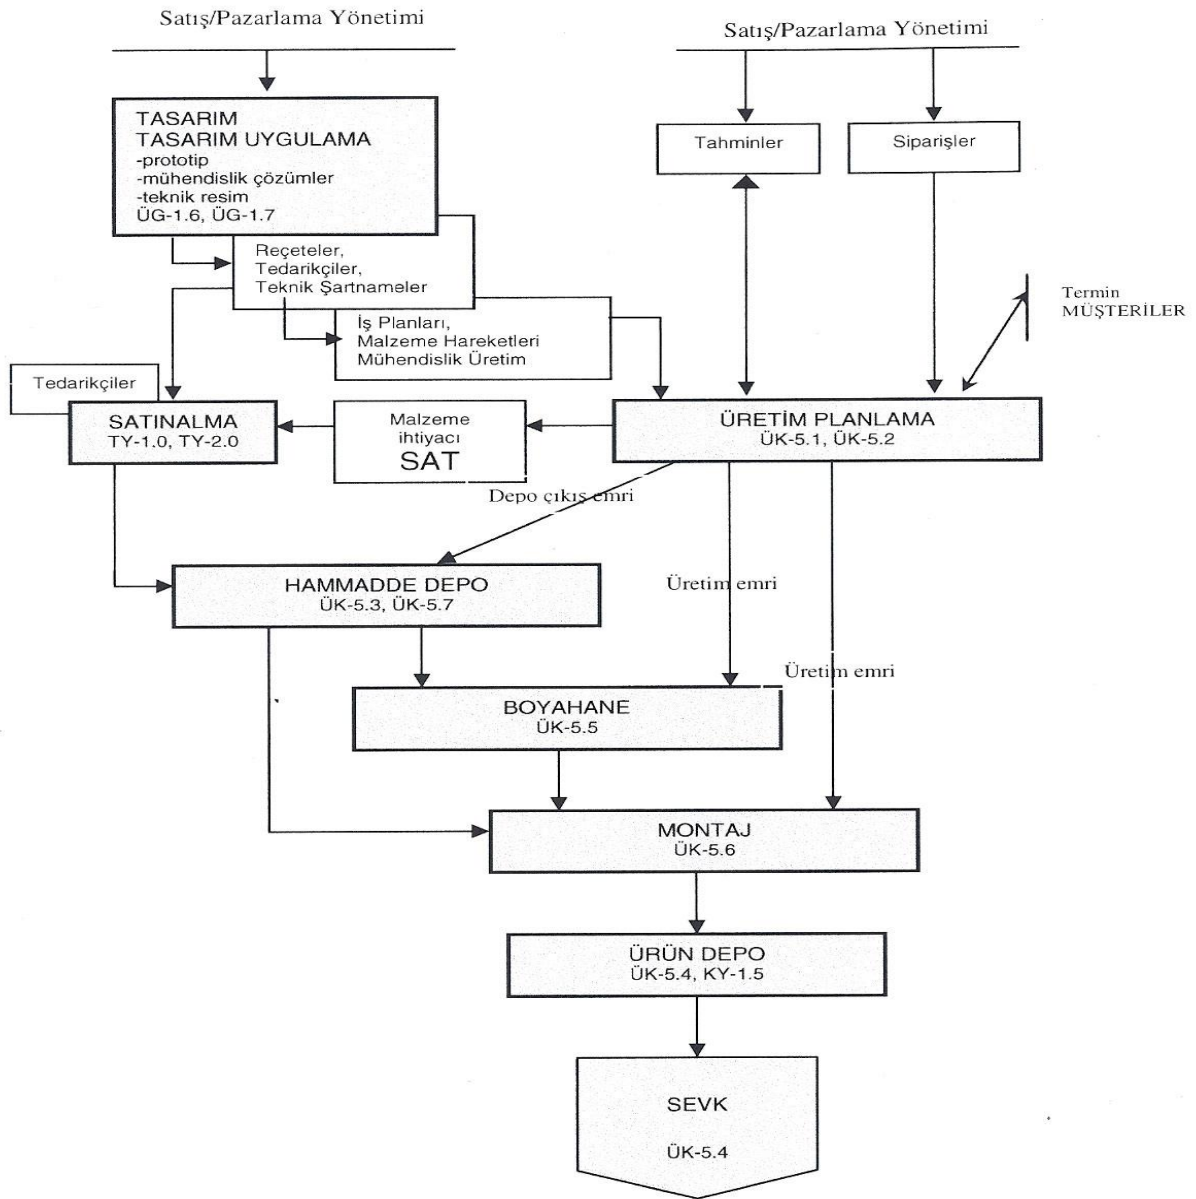 Satış/Pazarlama Yönetimi
Satış/Pazarlama Yönetimi
TASARIM
TASARIM UYGULAMA
-prototip
-mühendislik çözümler
-teknik resim
ÜG-1.6, ÜG-1.7
Tahminler
Siparişler
Reçeteler,
Tedarikçiler,
Teknik Şartnameler
İş Planları,
Malzeme Hareketleri
Mühendislik Üretim
Termin
MÜŞTERİLER
Tedarikçiler
SATINALMA
TY-1.0, TY-2.0
Malzeme
ihtiyacı
SAT
ÜRETİM PLANLAMA
ÜK-5.1, ÜK-5.2
Depo çıkış emri
HAMMADDE DEPO
ÜK-5.3, ÜK-5.7
Üretim emri
Üretim emri
BOYAHANE
ÜK-5.5
MONTAJ
ÜK-5.6
ÜRÜN DEPO
ÜK-5.4, KY-1.5
SEVK
ÜK-5.4